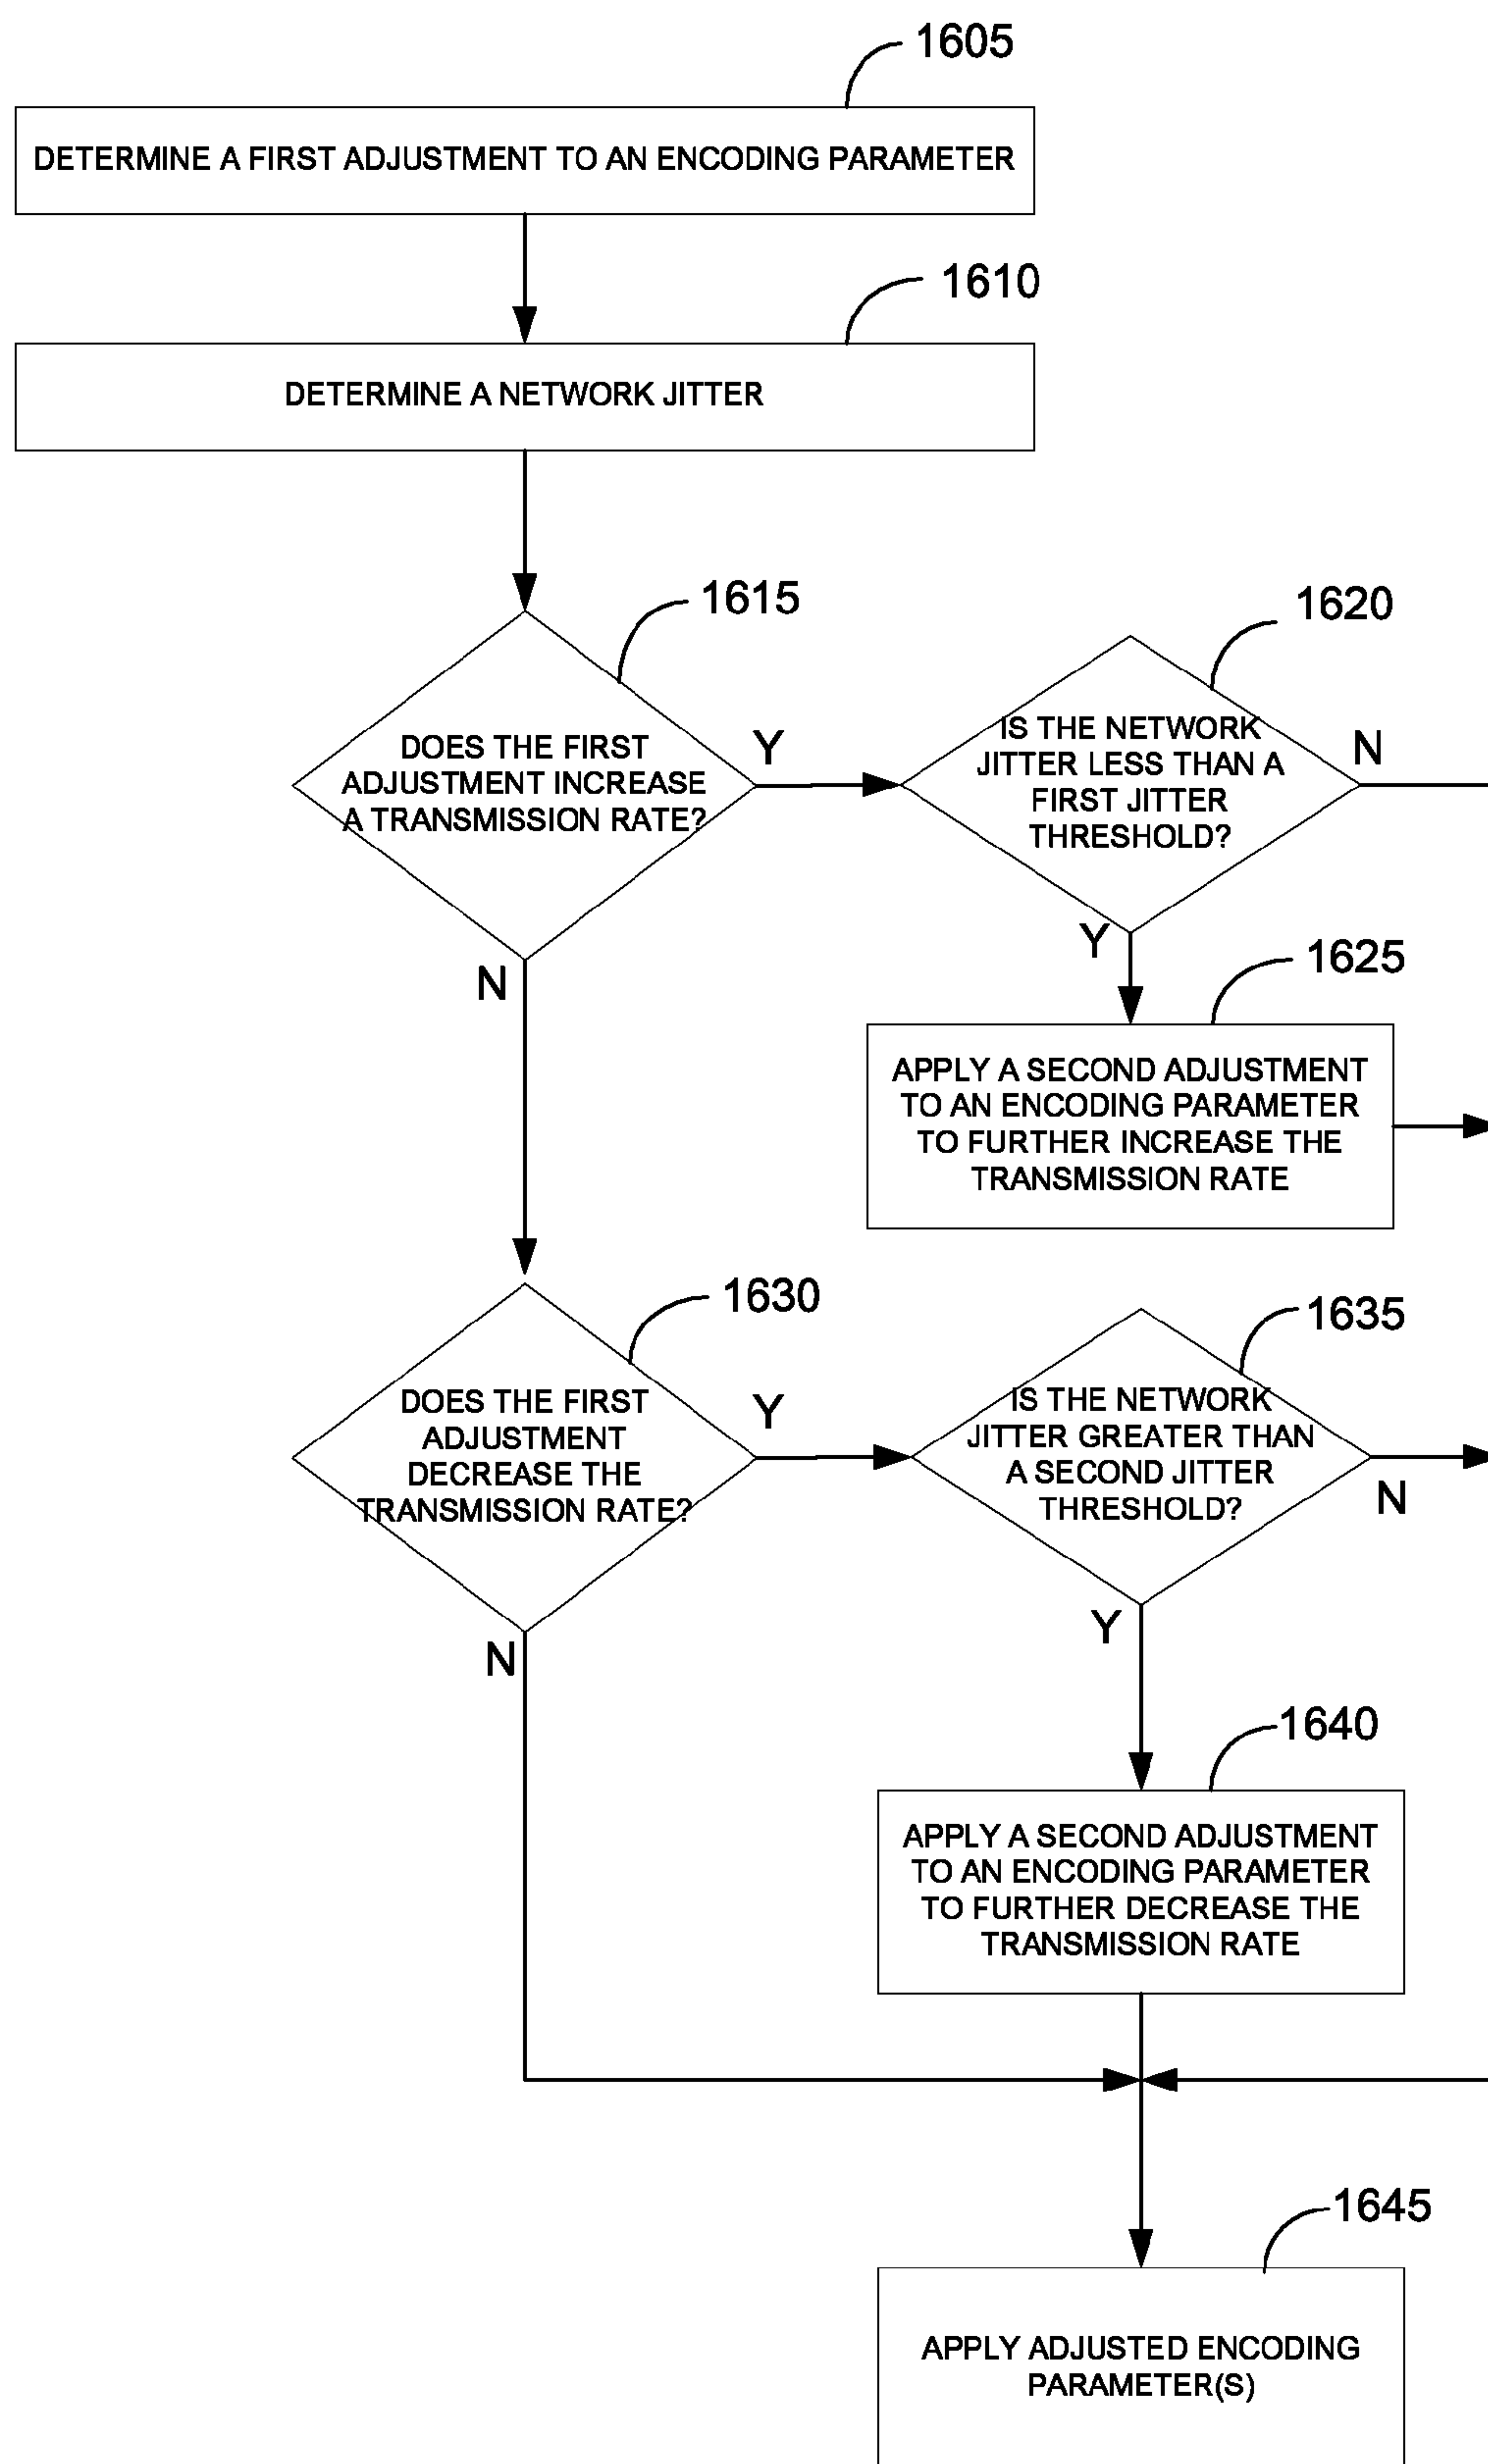 1605
DETERMINE A FIRST ADJUSTMENT TO AN ENCODING PARAMETER
1610
DETERMINE A NETWORK JITTER
1615
DOES THE FIRST
ADJUSTMENT INCREASE
A TRANSMISSION RATE?
Y
N
1620
IS THE NETWORK
JITTER LESS THAN A
FIRST JITTER
THRESHOLD?
N
Y
1625
APPLY A SECOND ADJUSTMENT
TO AN ENCODING PARAMETER
TO FURTHER INCREASE THE
TRANSMISSION RATE
1630
DOES THE FIRST
ADJUSTMENT
DECREASE THE
TRANSMISSION RATE?
Y
N
1635
IS THE NETWORK
JITTER GREATER THAN
A SECOND JITTER
THRESHOLD?
N
Y
1640
APPLY A SECOND ADJUSTMENT
TO AN ENCODING PARAMETER
TO FURTHER DECREASE THE
TRANSMISSION RATE
1645
APPLY ADJUSTED ENCODING
PARAMETER(S)